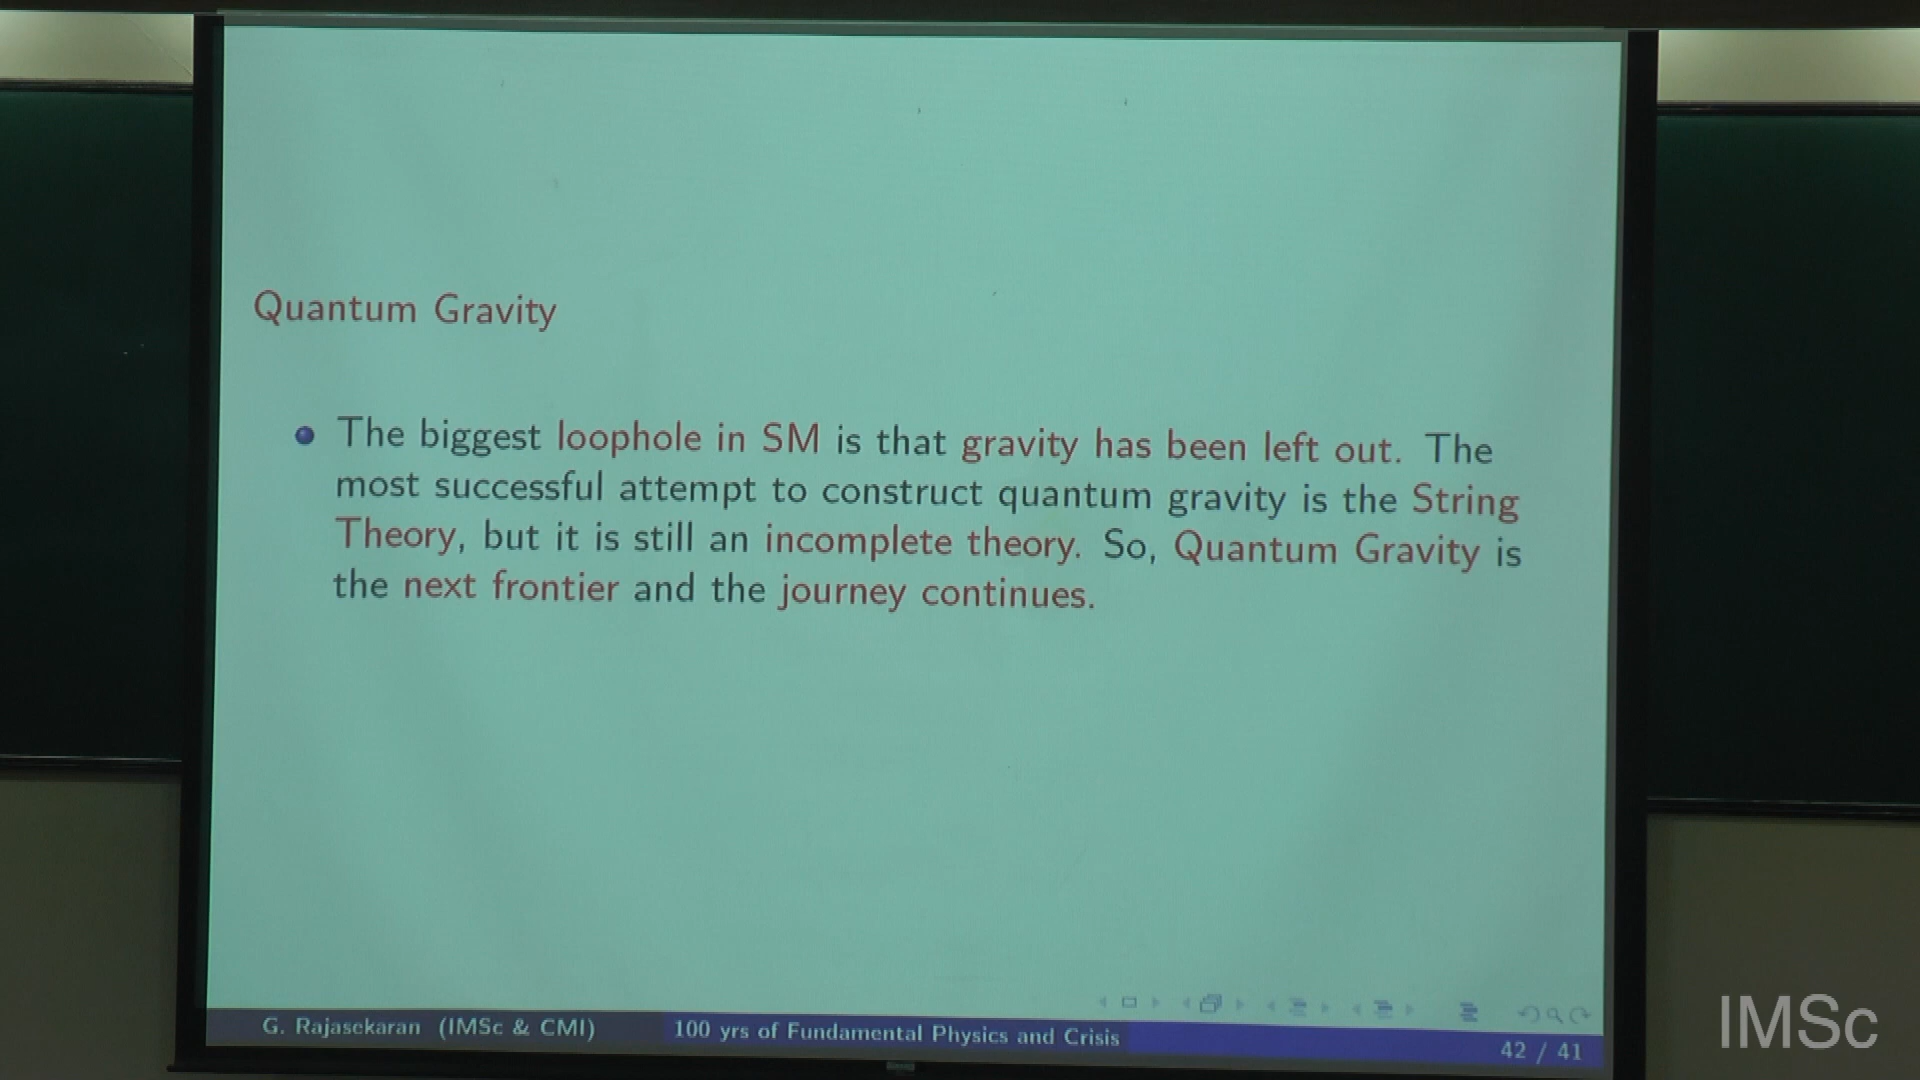 Quantum Gravity
The biggest loophole in SM is that gravity has been left out. The
most successful attempt to construct quantum gravity is the String
Theory, but it is still an incomplete theory. So, Quantum Gravity is
the next frontier and the journey continues.
G. Rajasekaran (IMSc & CMI)
100 yrs of Fundamental Physics and Crisis
42 / 41
IMSc